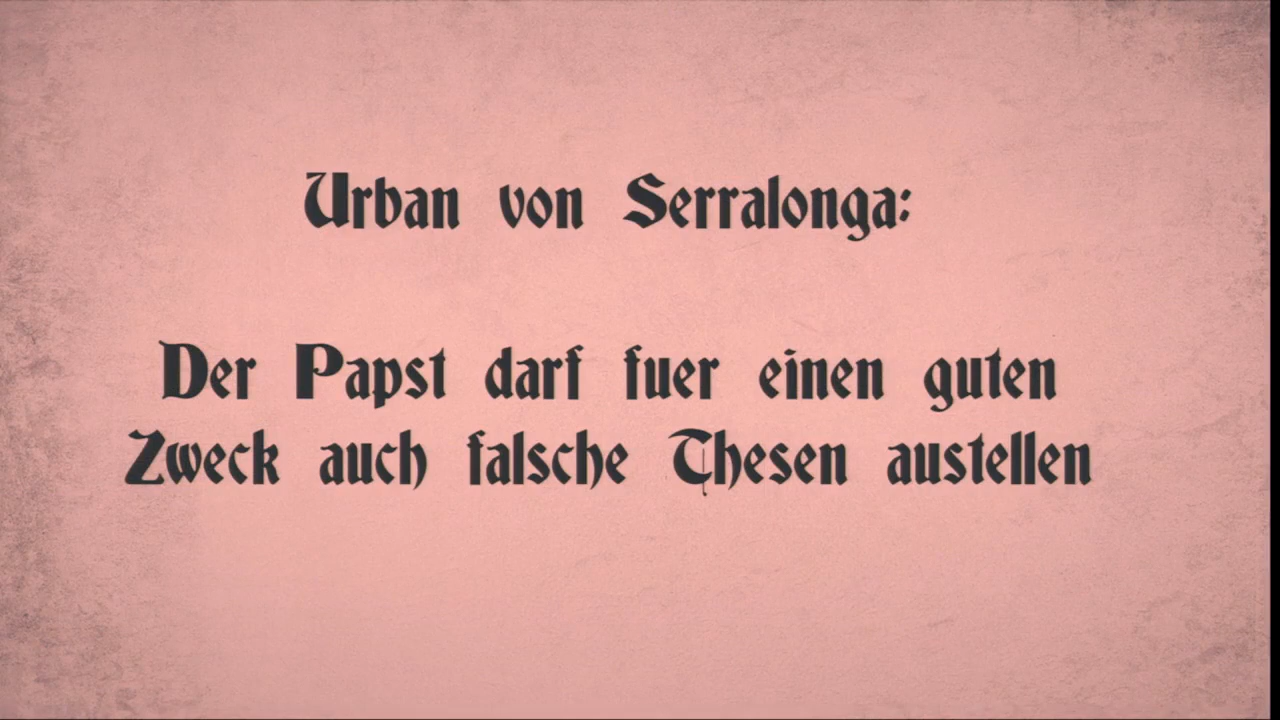 Urban von Serralonga:
Der Papst darf fuer einen guten
Zweck auch falsche Thesen austellen